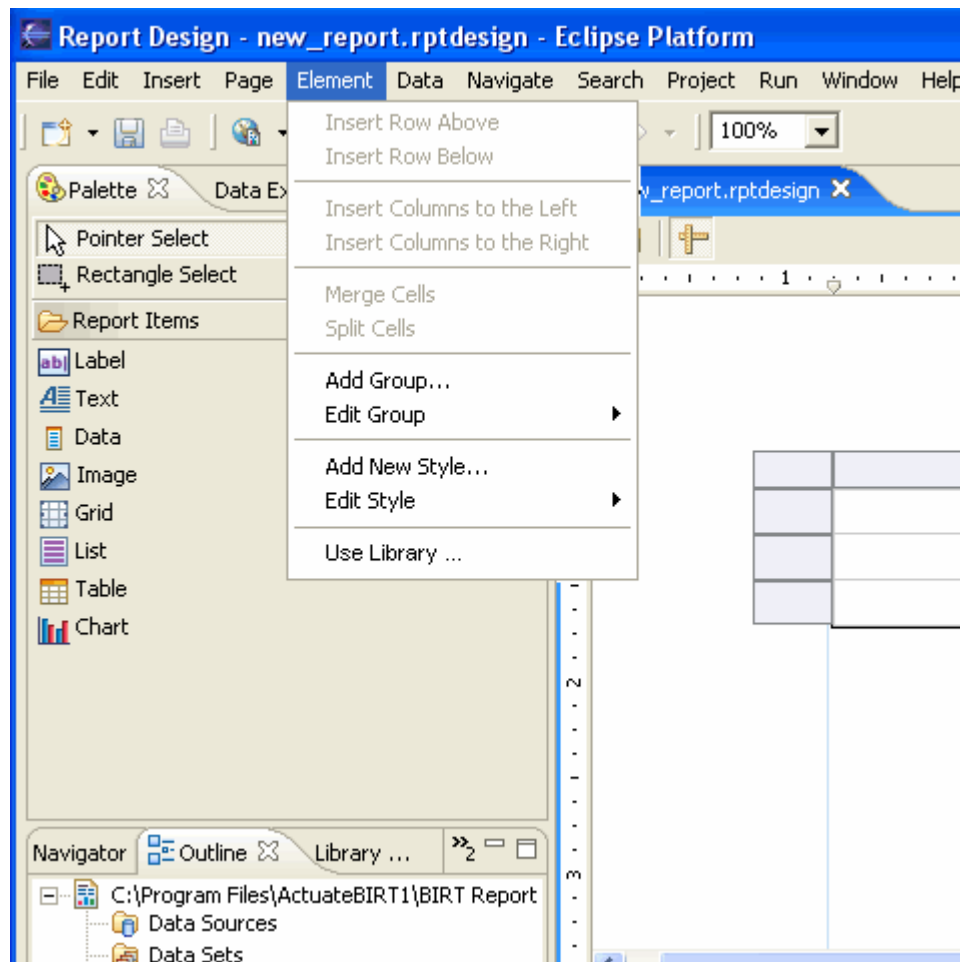 Report Design - new_report.rptdesign - Eclipse Platform
File Edit Insert Page Element Data Navigate Search Project Run Window Help
100%
Insert Row Above
Insert Row Below
Insert Columns to the Left
Insert Columns to the Right
Merge Cells
Split Cells
Add Group...
Edit Group
Add New Style...
Edit Style
Use Library ...
Palette Data Ex
w_report.rptdesign
Pointer Select
Rectangle Select
1
Report Items
ab| Label
A Text
Data
Image
Grid
List
Table
Chart
2
3
Navigator Outline Library ... »2
C:\Program Files\ActuateBIRT1\BIRT Report
Data Sources
Data Sets